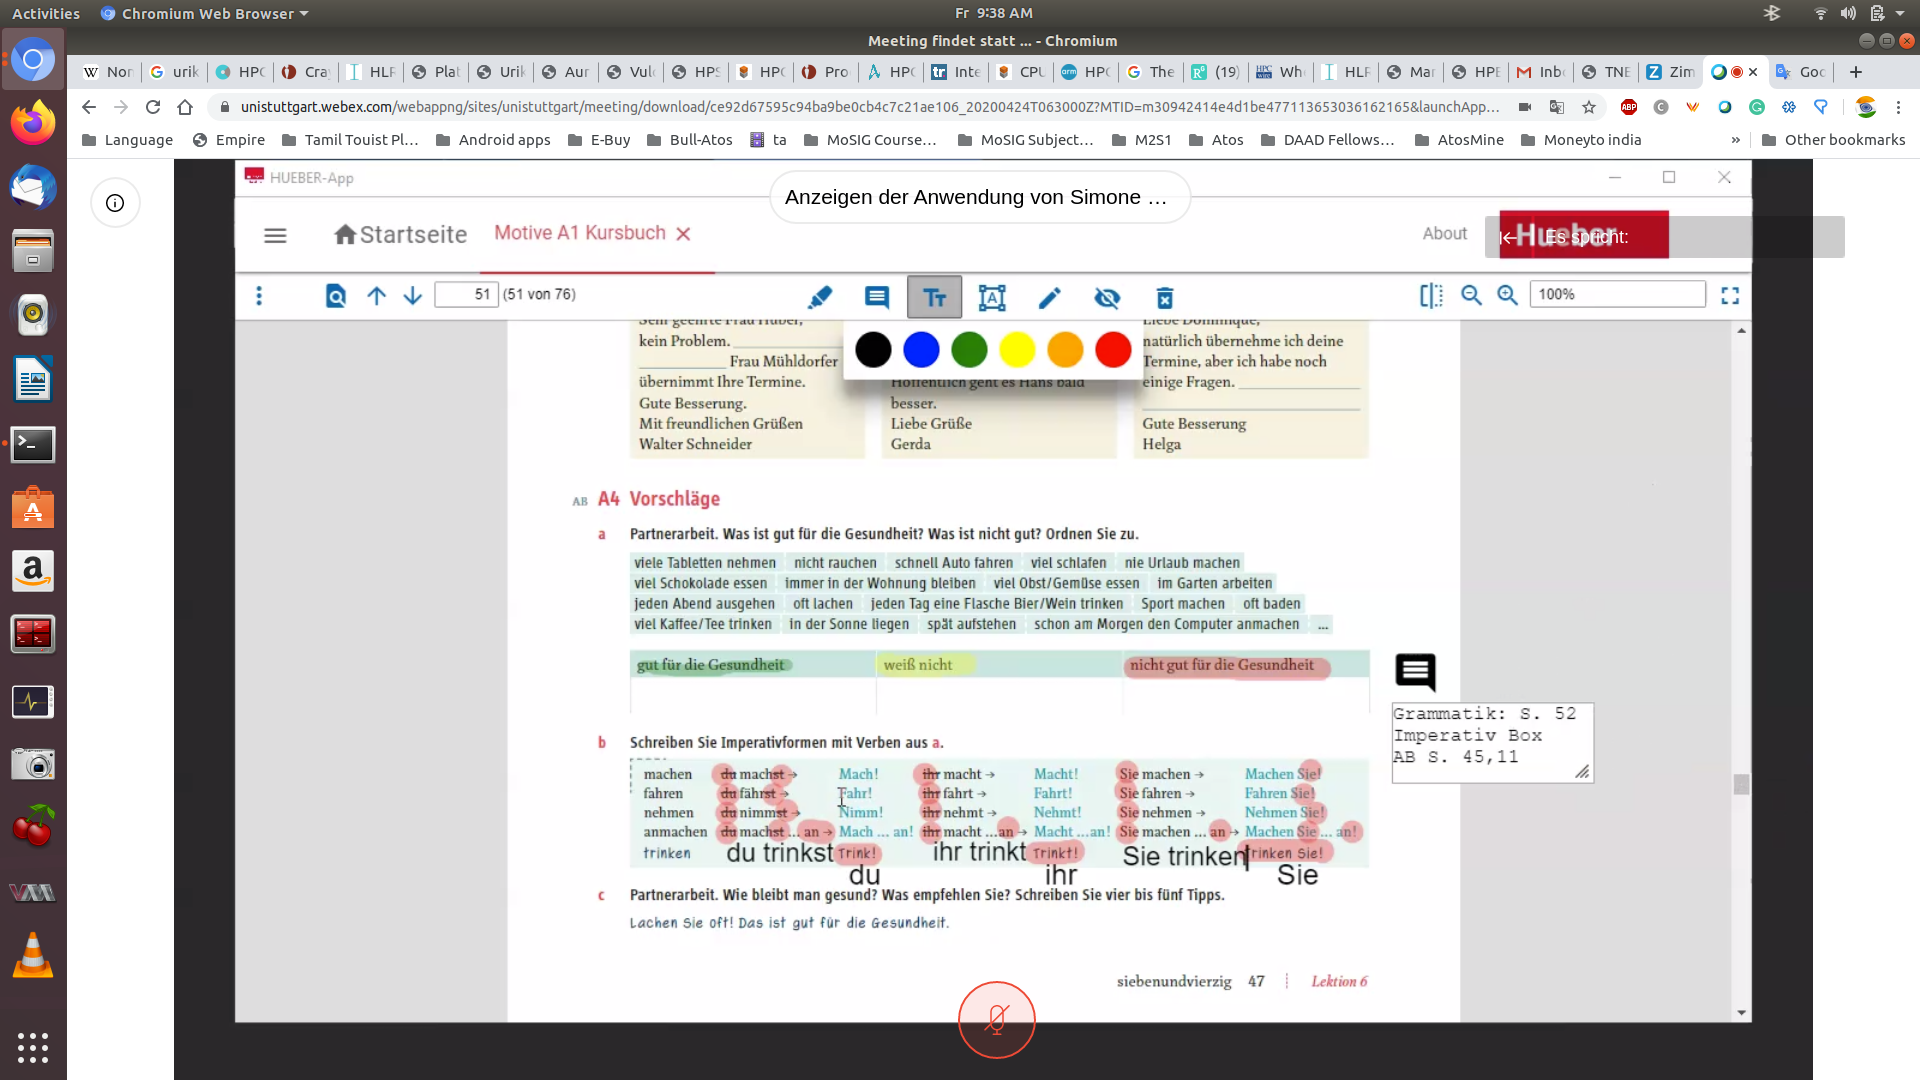 Activities Chromium Web Browser Fr 9:38 AM
Meeting findet statt ... - Chromium
Nor urik HPC Cra HLR Plat Urik Aur Vulc HPS HPC Pro HPC Inte CPU HPC The (19) Wh HLR Mar HPE Inb TNE Zim Goc
unistuttgart.webex.com/webappng/sites/unistuttgart/meeting/download/ce92d67595c94ba9be0cb4c7c21ae106_20200424T063000Z?MTID=m30942414e4d1be477113653036162165&launchApp…
Language Empire Tamil Touist Pl… Android apps E-Buy Bull-Atos ta MoSIG Course… MoSIG Subject… M2S1 Atos DAAD Fellows… AtosMine Moneyto india » Other bookmarks
HUEBER-App
Anzeigen der Anwendung von Simone …
Startseite Motive A1 Kursbuch About Hueber Es spricht:
51 (51 von 76) 100%
Sehr geehrte Frau Huber,
kein Problem.
Frau Mühldorfer
übernimmt Ihre Termine.
Gute Besserung.
Mit freundlichen Grüßen
Walter Schneider
Hoffentlich geht es Hans bald
besser.
Liebe Grüße
Gerda
Liebe Dominique,
natürlich übernehme ich deine
Termine, aber ich habe noch
einige Fragen.
Gute Besserung
Helga
AB A4 Vorschläge
a Partnerarbeit. Was ist gut für die Gesundheit? Was ist nicht gut? Ordnen Sie zu.
viele Tabletten nehmen nicht rauchen schnell Auto fahren viel schlafen nie Urlaub machen
viel Schokolade essen immer in der Wohnung bleiben viel Obst/Gemüse essen im Garten arbeiten
jeden Abend ausgehen oft lachen jeden Tag eine Flasche Bier/Wein trinken Sport machen oft baden
viel Kaffee/Tee trinken in der Sonne liegen spät aufstehen schon am Morgen den Computer anmachen ...
gut für die Gesundheit weiß nicht nicht gut für die Gesundheit
Grammatik: S. 52
Imperativ Box
AB S. 45,11
b Schreiben Sie Imperativformen mit Verben aus a.
machen du machst → Mach! ihr macht → Macht! Sie machen → Machen Sie!
fahren du fährst → Fahr! ihr fahrt → Fahrt! Sie fahren → Fahren Sie!
nehmen du nimmst → Nimm! ihr nehmt → Nehmt! Sie nehmen → Nehmen Sie!
anmachen du machst ... an → Mach ... an! ihr macht ...an → Macht ...an! Sie machen ... an → Machen Sie ... an!
trinken du trinkst Trink! ihr trinkt Trinkt! Sie trinken Trinken Sie!
du ihr Sie
c Partnerarbeit. Wie bleibt man gesund? Was empfehlen Sie? Schreiben Sie vier bis fünf Tipps.
Lachen Sie oft! Das ist gut für die Gesundheit.
siebenundvierzig 47 Lektion 6